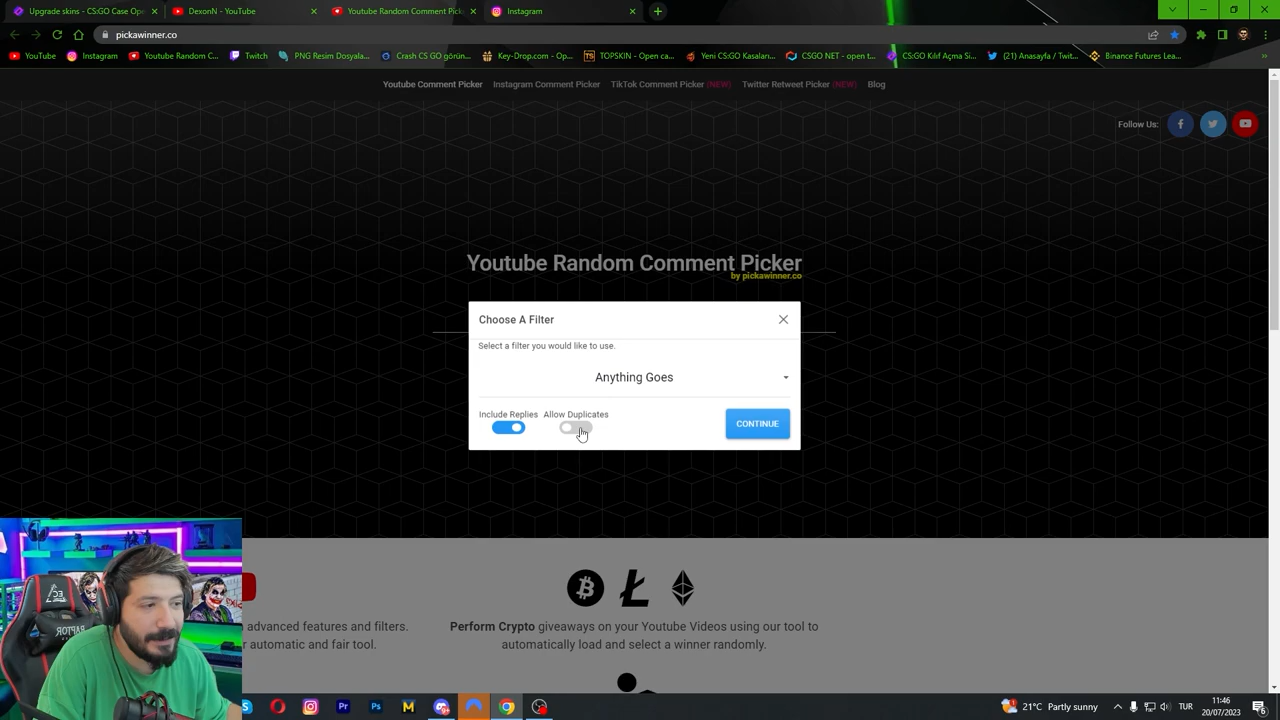 Upgrade skins - CS:GO Case Ope
DexonN - YouTube
Youtube Random Comment Picke
Instagram
pickawinner.co
YouTube
Instagram
Youtube Random C...
Twitch
PNG Resim Dosyala...
Crash CS GO görün...
Key-Drop.com - Op...
TOPSKIN - Open ca...
Yeni CS:GO Kasaları...
CSGO NET - open t...
CS:GO Kılıf Açma Si...
(21) Anasayfa / Twit...
Binance Futures Lea...
Youtube Comment Picker
Instagram Comment Picker
TikTok Comment Picker (NEW)
Twitter Retweet Picker (NEW)
Blog
Follow Us:
Youtube Random Comment Picker
by pickawinner.co
Choose A Filter
Select a filter you would like to use.
Anything Goes
Include Replies
Allow Duplicates
CONTINUE
advanced features and filters.
r automatic and fair tool.
Perform Crypto giveaways on your Youtube Videos using our tool to
automatically load and select a winner randomly.
21°C Partly sunny
TUR
11:46
20/07/2023